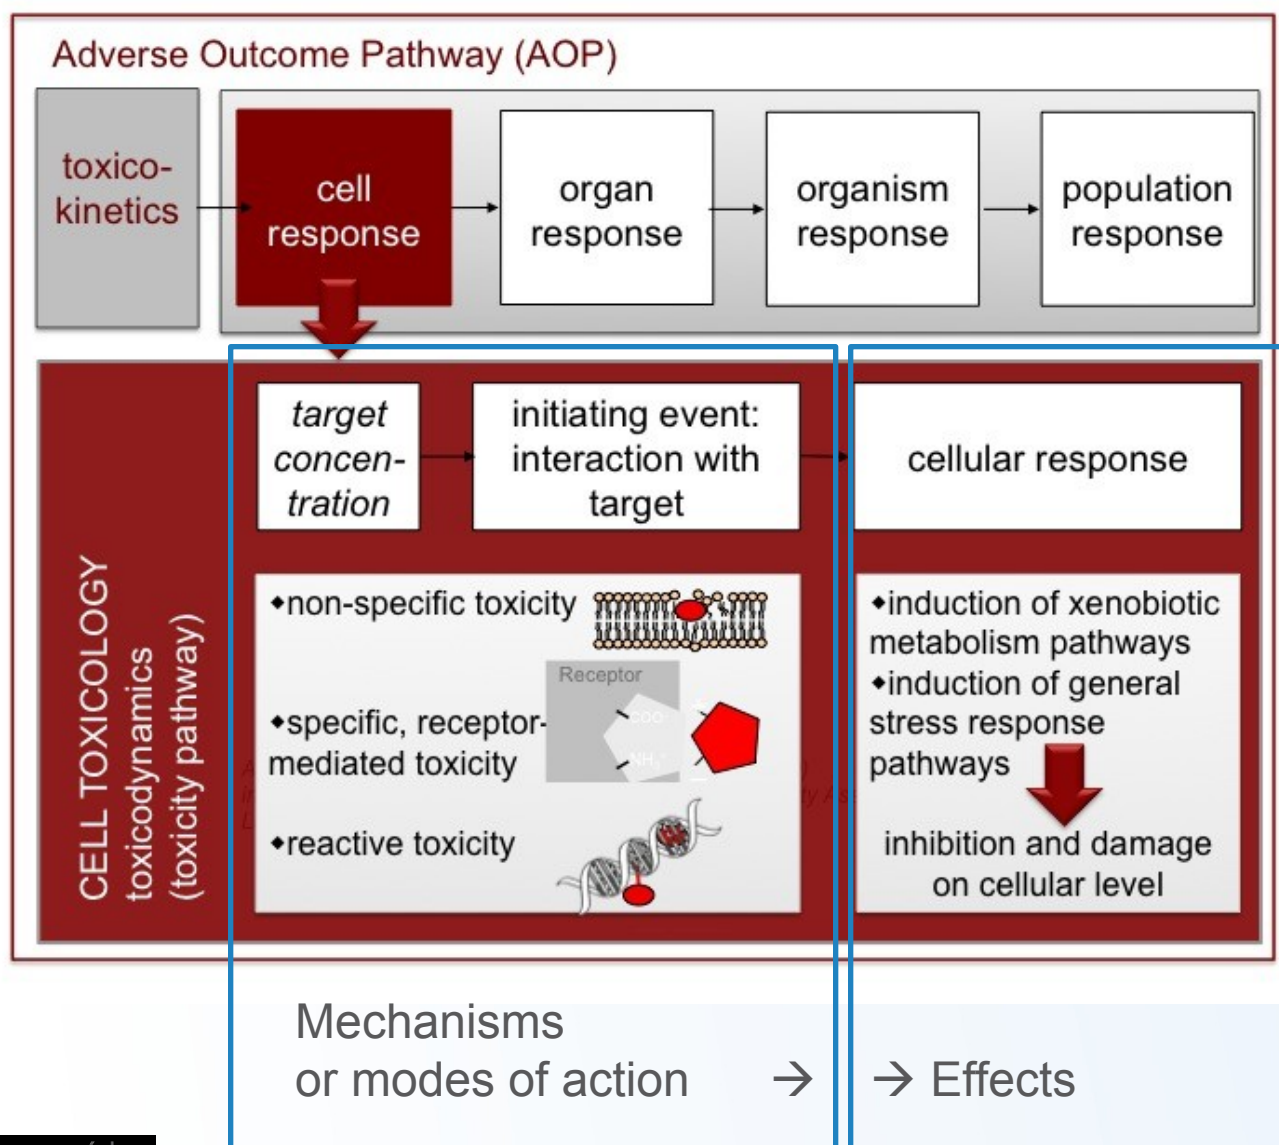 Adverse Outcome Pathway (AOP)
toxico-
kinetics
cell
response
organ
response
organism
response
population
response
CELL TOXICOLOGY
toxicodynamics
(toxicity pathway)
target
concen-
tration
initiating event:
interaction with
target
cellular response
◆non-specific toxicity
Receptor
COO⁻
NH₃⁺
◆specific, receptor-
mediated toxicity
◆reactive toxicity
◆induction of xenobiotic
metabolism pathways
◆induction of general
stress response
pathways
inhibition and damage
on cellular level
Mechanisms
or modes of action →
→ Effects